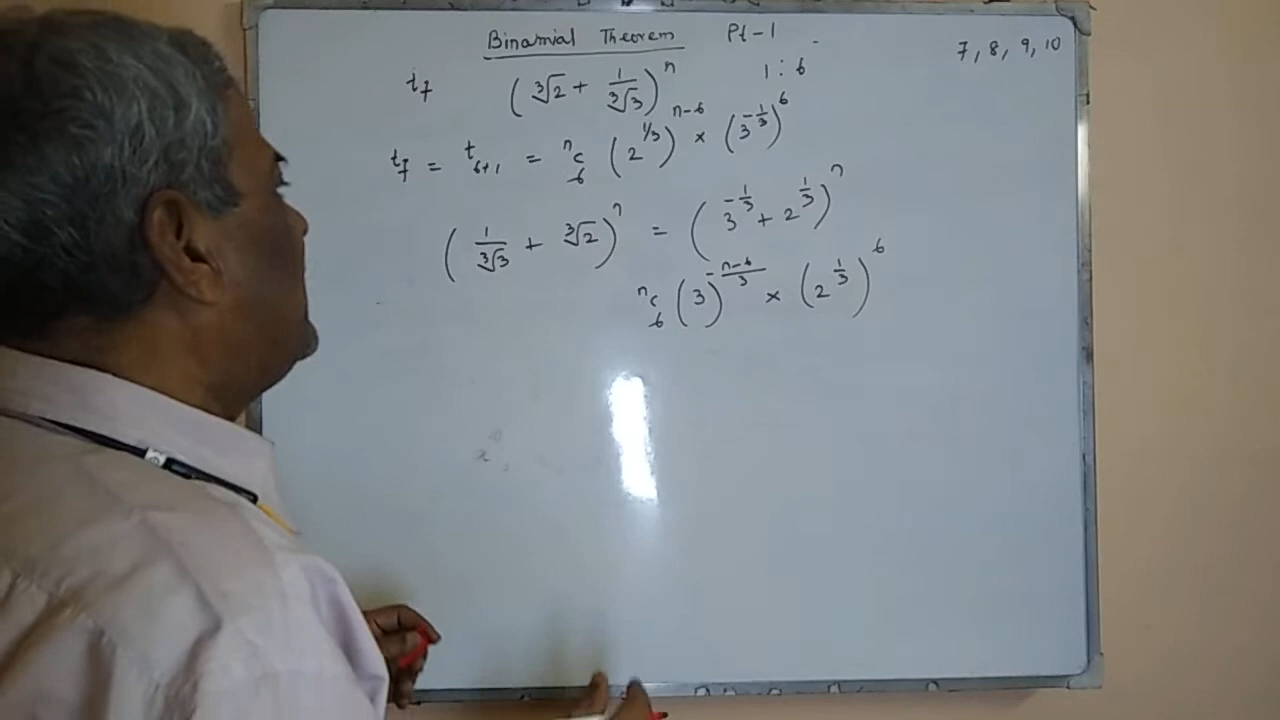 Binamial Theorem Pt-1
7, 8, 9, 10
t₇ (∛2 + 1/∛3)ⁿ 1 : 6
t₇ = t₆₊₁ = ⁿC₆ (2^{1/3})^{n-6} × (3^{-1/3})^6
(1/∛3 + ∛2)ⁿ = (3^{-1/3} + 2^{1/3})ⁿ
ⁿC₆ (3)^{-(n-6)/3} × (2^{1/3})^6